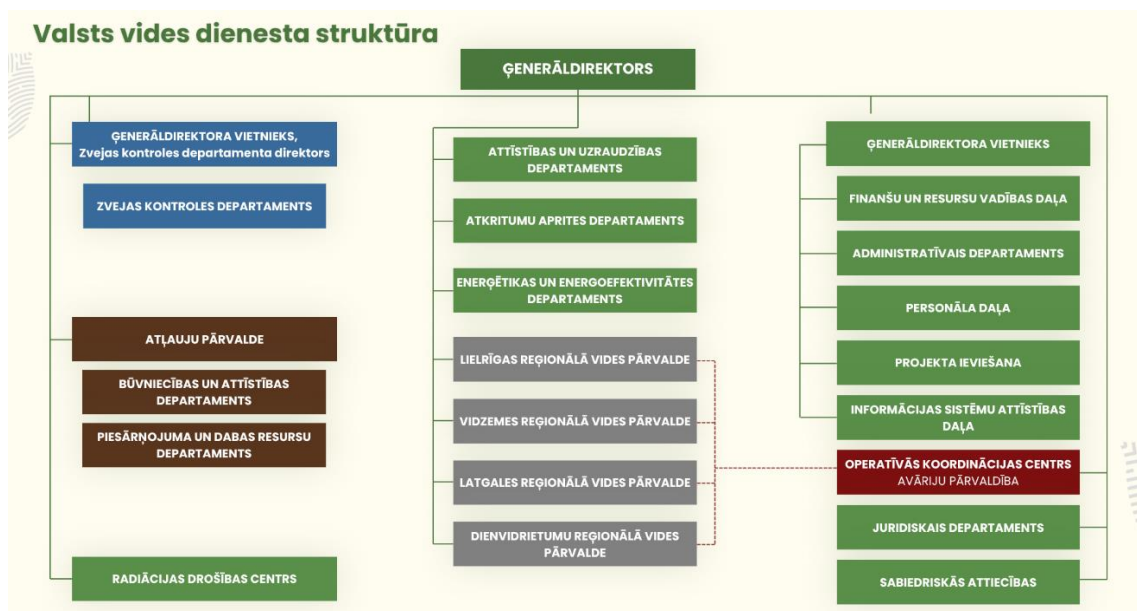 Valsts vides dienesta struktūra
ĢENERĀLDIREKTORS
ĢENERĀLDIREKTORA VIETNIEKS,
Zvejas kontroles departamenta direktors
ZVEJAS KONTROLES DEPARTAMENTS
ATĻAUJU PĀRVALDE
BŪVNIECĪBAS UN ATTĪSTĪBAS
DEPARTAMENTS
PIESĀRŅOJUMA UN DABAS RESURSU
DEPARTAMENTS
RADIĀCIJAS DROŠĪBAS CENTRS
ATTĪSTĪBAS UN UZRAUDZĪBAS
DEPARTAMENTS
ATKRITUMU APRITES DEPARTAMENTS
ENERĢĒTIKAS UN ENERGOEFEKTIVITĀTES
DEPARTAMENTS
LIELRĪGAS REĢIONĀLĀ VIDES PĀRVALDE
VIDZEMES REĢIONĀLĀ VIDES PĀRVALDE
LATGALES REĢIONĀLĀ VIDES PĀRVALDE
DIENVIDRIETUMU REĢIONĀLĀ VIDES
PĀRVALDE
ĢENERĀLDIREKTORA VIETNIEKS
FINANŠU UN RESURSU VADĪBAS DAĻA
ADMINISTRATĪVAIS DEPARTAMENTS
PERSONĀLA DAĻA
PROJEKTA IEVIEŠANA
INFORMĀCIJAS SISTĒMU ATTĪSTĪBAS
DAĻA
OPERATĪVĀS KOORDINĀCIJAS CENTRS
AVĀRIJU PĀRVALDĪBA
JURIDISKAIS DEPARTAMENTS
SABIEDRISKĀS ATTIECĪBAS